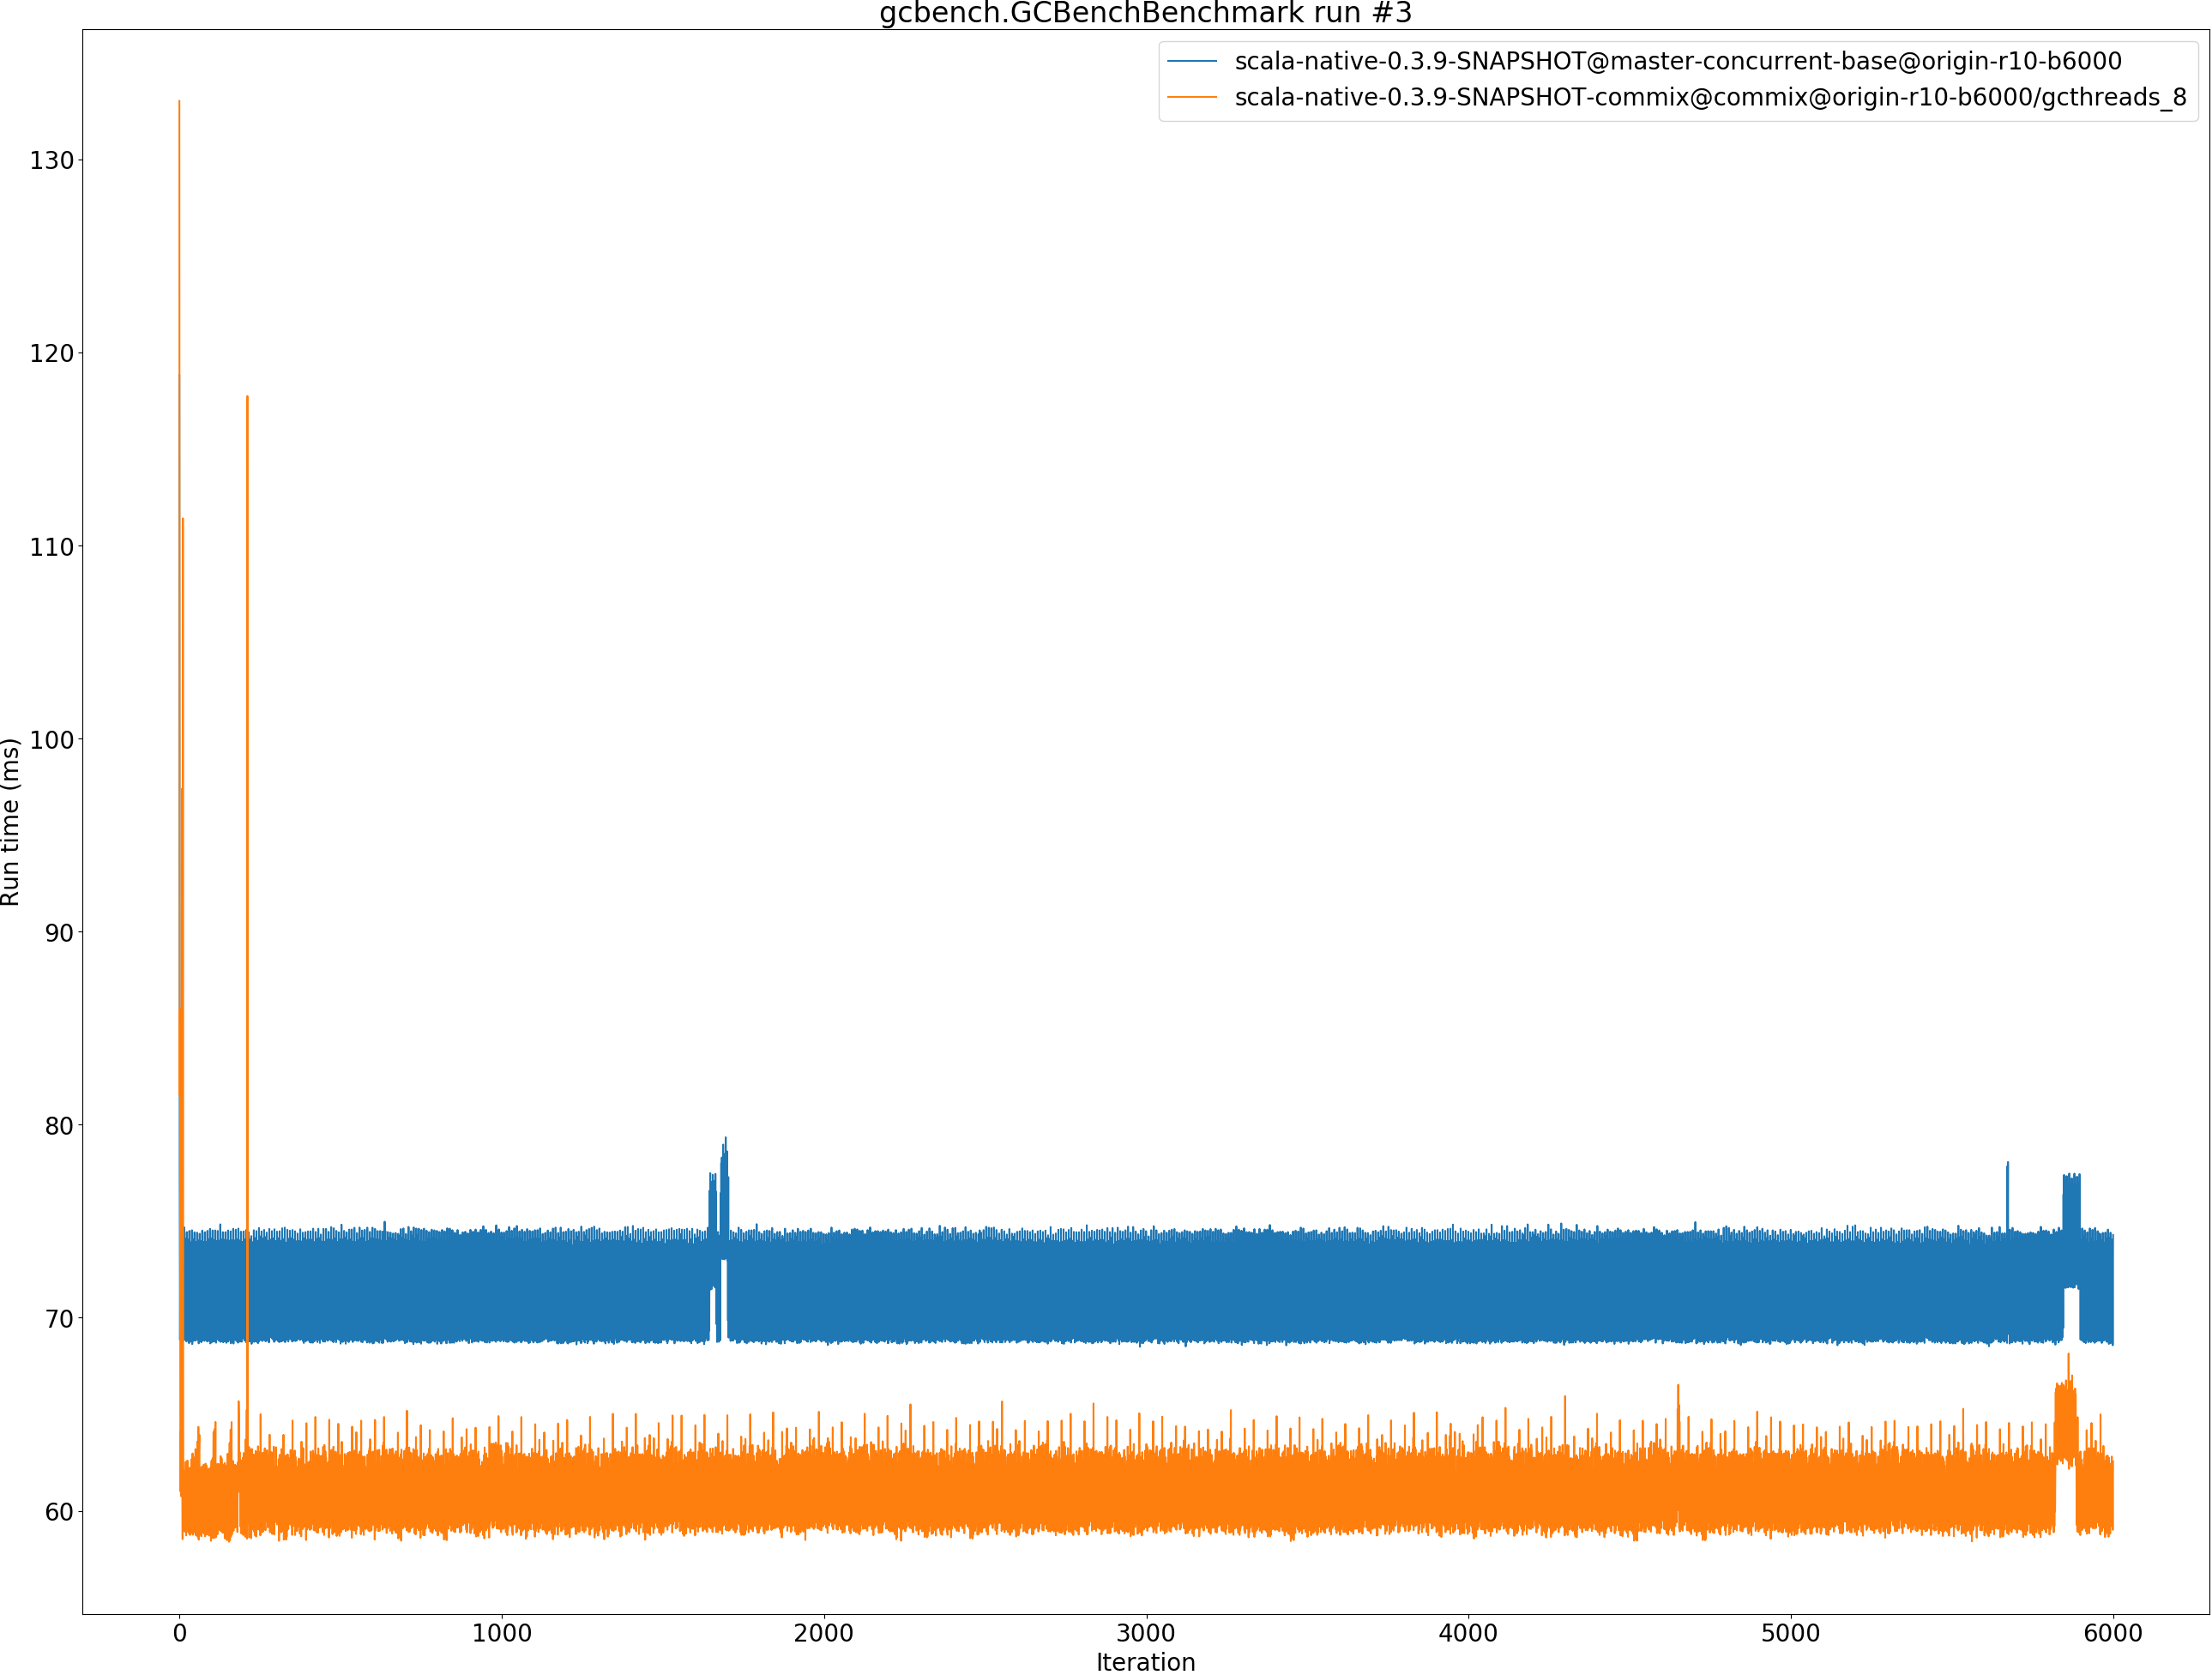 gcbench.GCBenchBenchmark run #3
scala-native-0.3.9-SNAPSHOT@master-concurrent-base@origin-r10-b6000
scala-native-0.3.9-SNAPSHOT-commix@commix@origin-r10-b6000/gcthreads_8
130
120
110
100
90
80
70
60
Run time (ms)
0 1000 2000 3000 4000 5000 6000
Iteration